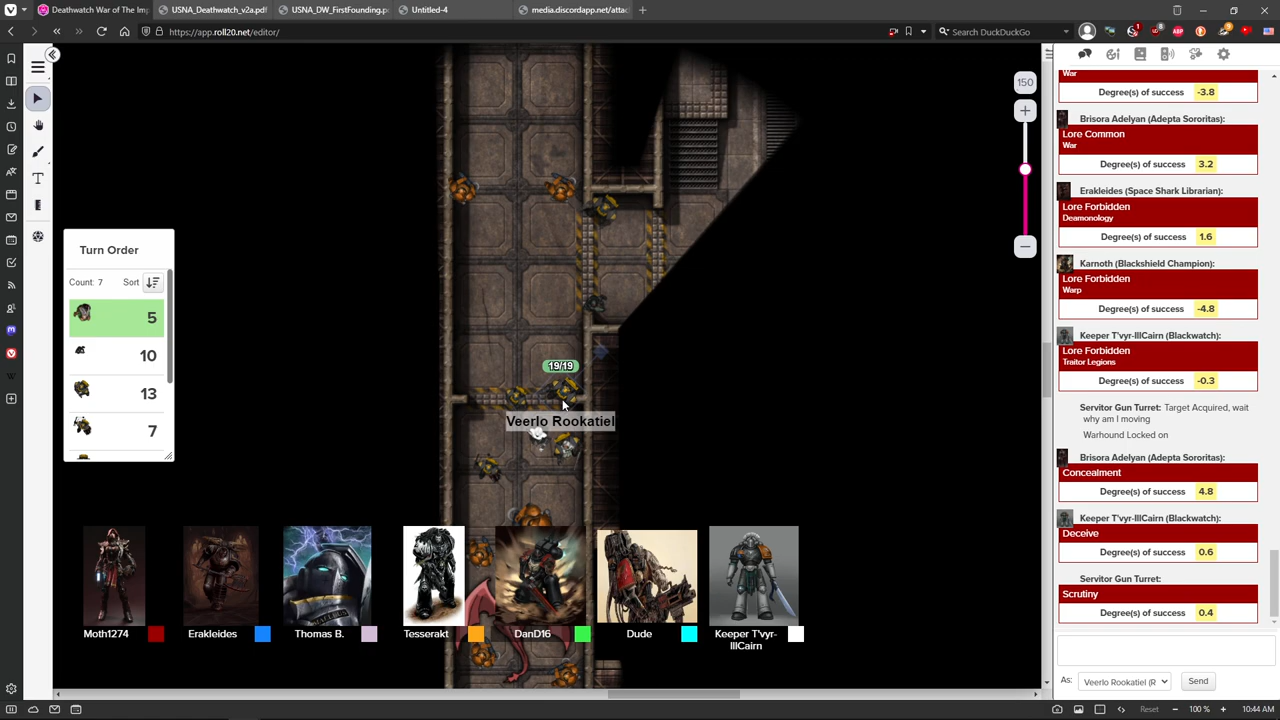 Deathwatch War of The Imp
USNA_Deathwatch_v2a.pdf
USNA_DW_FirstFounding.p
Untitled-4
media.discordapp.net/attac
https://app.roll20.net/editor/
Search DuckDuckGo
150
Turn Order
Count: 7
Sort
5
10
13
7
19/19
Veerlo Rookatiel
Moth1274
Erakleides
Thomas B.
Tesserakt
DanD16
Dude
Keeper T'vyr-
IllCairn
War
Degree(s) of success -3.8
Brisora Adelyan (Adepta Sororitas):
Lore Common
War
Degree(s) of success 3.2
Erakleides (Space Shark Librarian):
Lore Forbidden
Deamonology
Degree(s) of success 1.6
Karnoth (Blackshield Champion):
Lore Forbidden
Warp
Degree(s) of success -4.8
Keeper T'vyr-IllCairn (Blackwatch):
Lore Forbidden
Traitor Legions
Degree(s) of success -0.3
Servitor Gun Turret: Target Acquired, wait
why am I moving
Warhound Locked on
Brisora Adelyan (Adepta Sororitas):
Concealment
Degree(s) of success 4.8
Keeper T'vyr-IllCairn (Blackwatch):
Deceive
Degree(s) of success 0.6
Servitor Gun Turret:
Scrutiny
Degree(s) of success 0.4
As:
Veerlo Rookatiel (R
Send
Reset
100 %
10:44 AM